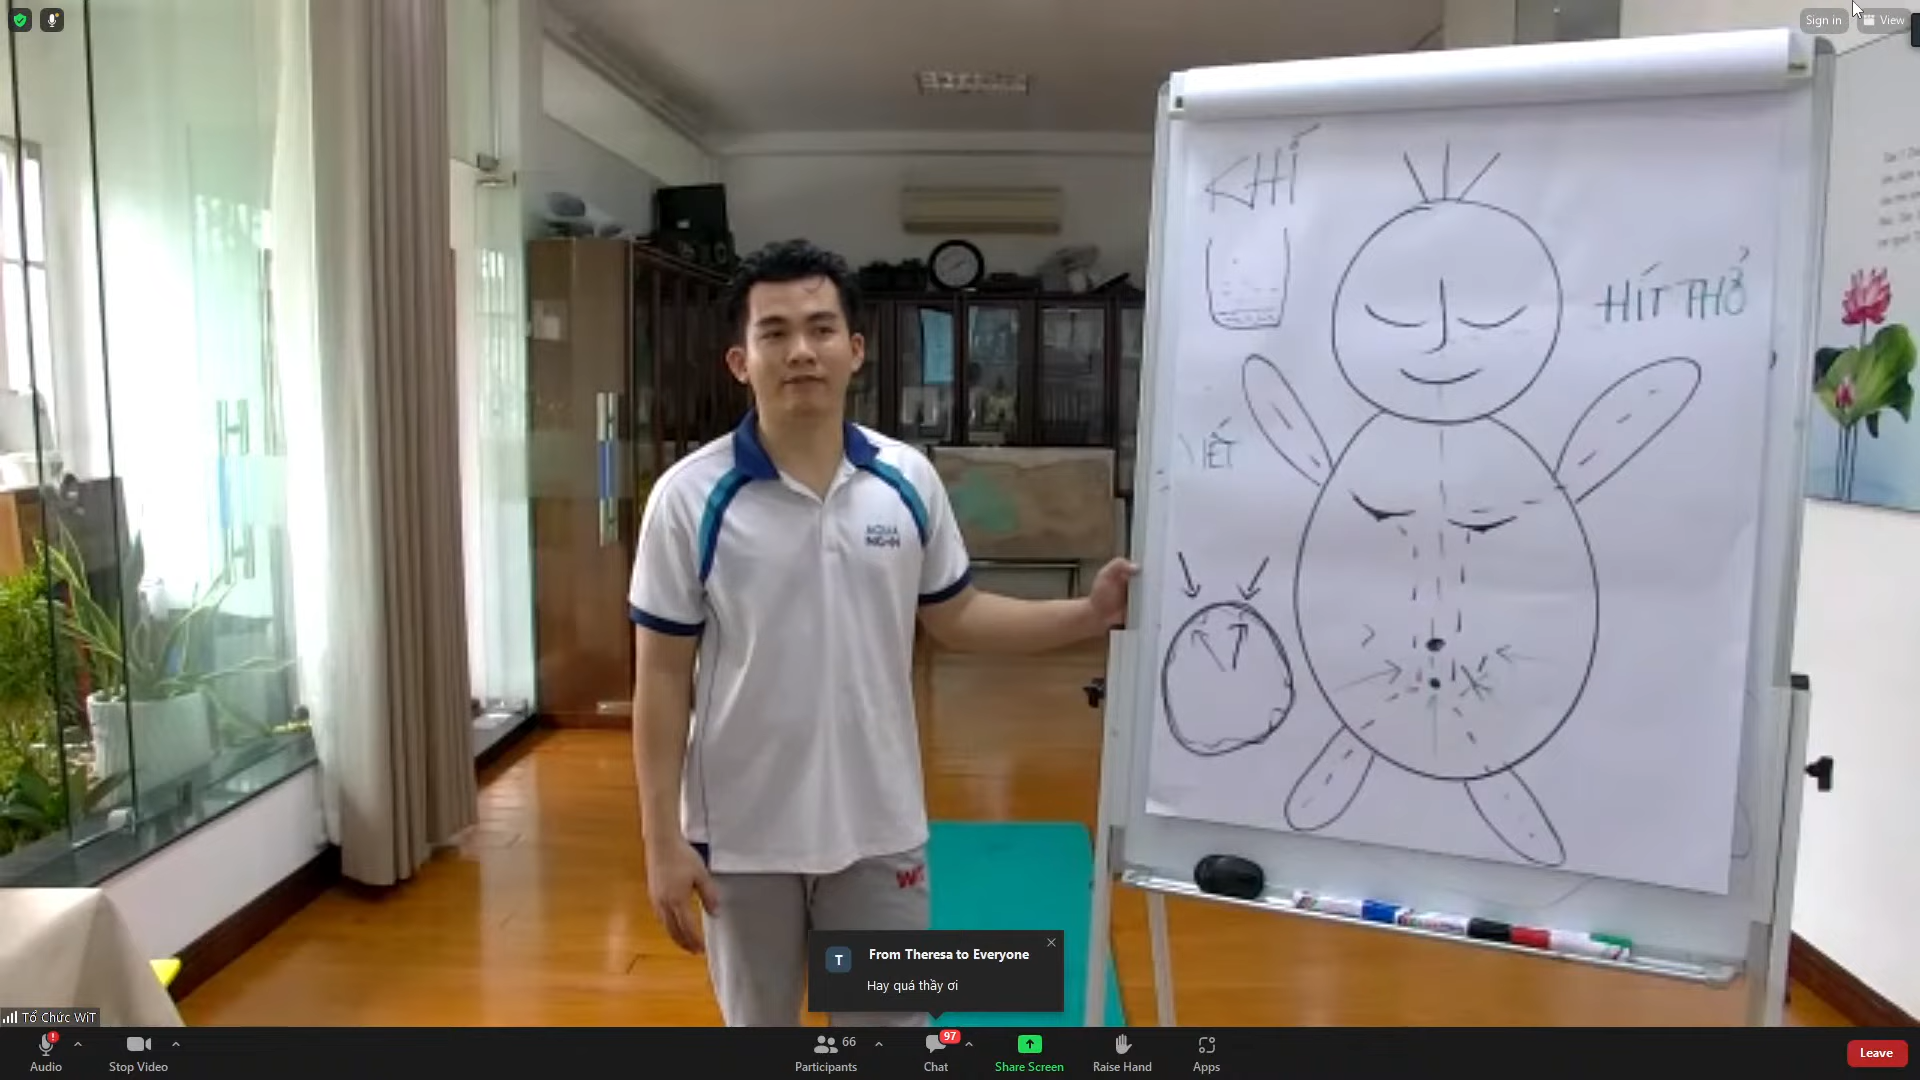 Sign in
View
KHÍ
HÍT THỞ
From Theresa to Everyone
T
Hay quá thầy ơi
Tổ Chức WiT
Audio
Stop Video
66
Participants
97
Chat
Share Screen
Raise Hand
Apps
Leave